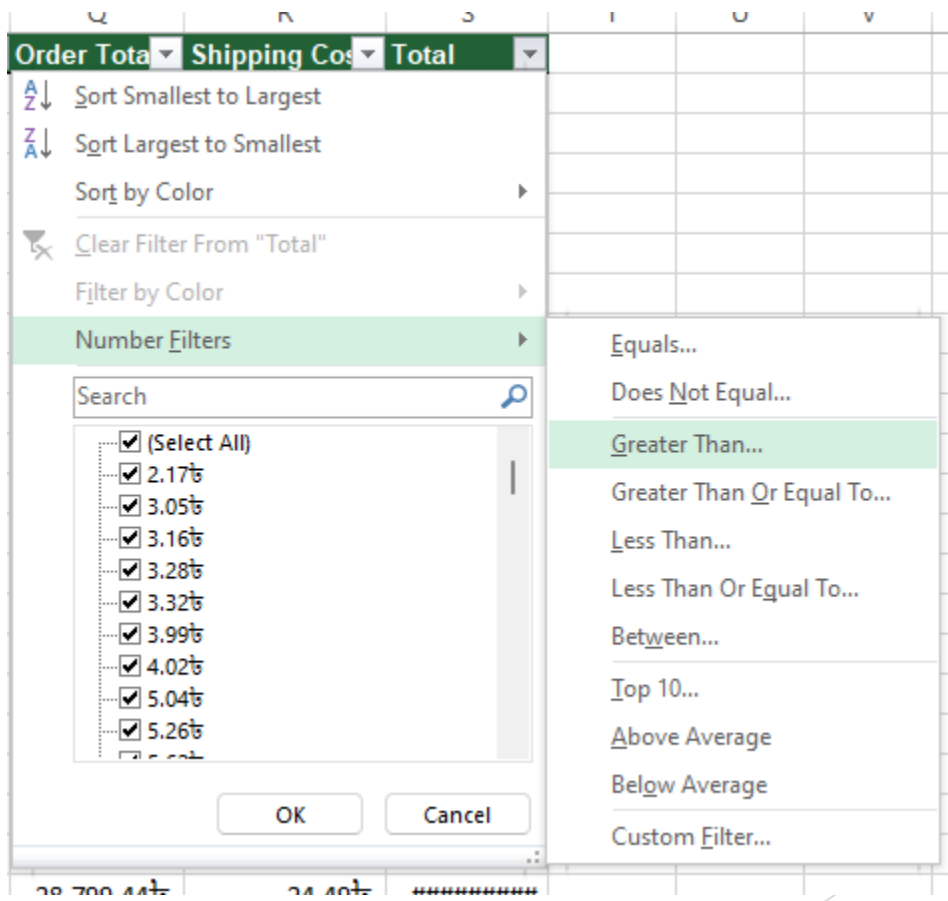 Q R S T U V
Order Tota Shipping Cos Total
Sort Smallest to Largest
Sort Largest to Smallest
Sort by Color
Clear Filter From "Total"
Filter by Color
Number Filters
Search
(Select All)
2.17৳
3.05৳
3.16৳
3.28৳
3.32৳
3.99৳
4.02৳
5.04৳
5.26৳
OK Cancel
Equals...
Does Not Equal...
Greater Than...
Greater Than Or Equal To...
Less Than...
Less Than Or Equal To...
Between...
Top 10...
Above Average
Below Average
Custom Filter...
28,799.44৳ 24.49৳ ##########